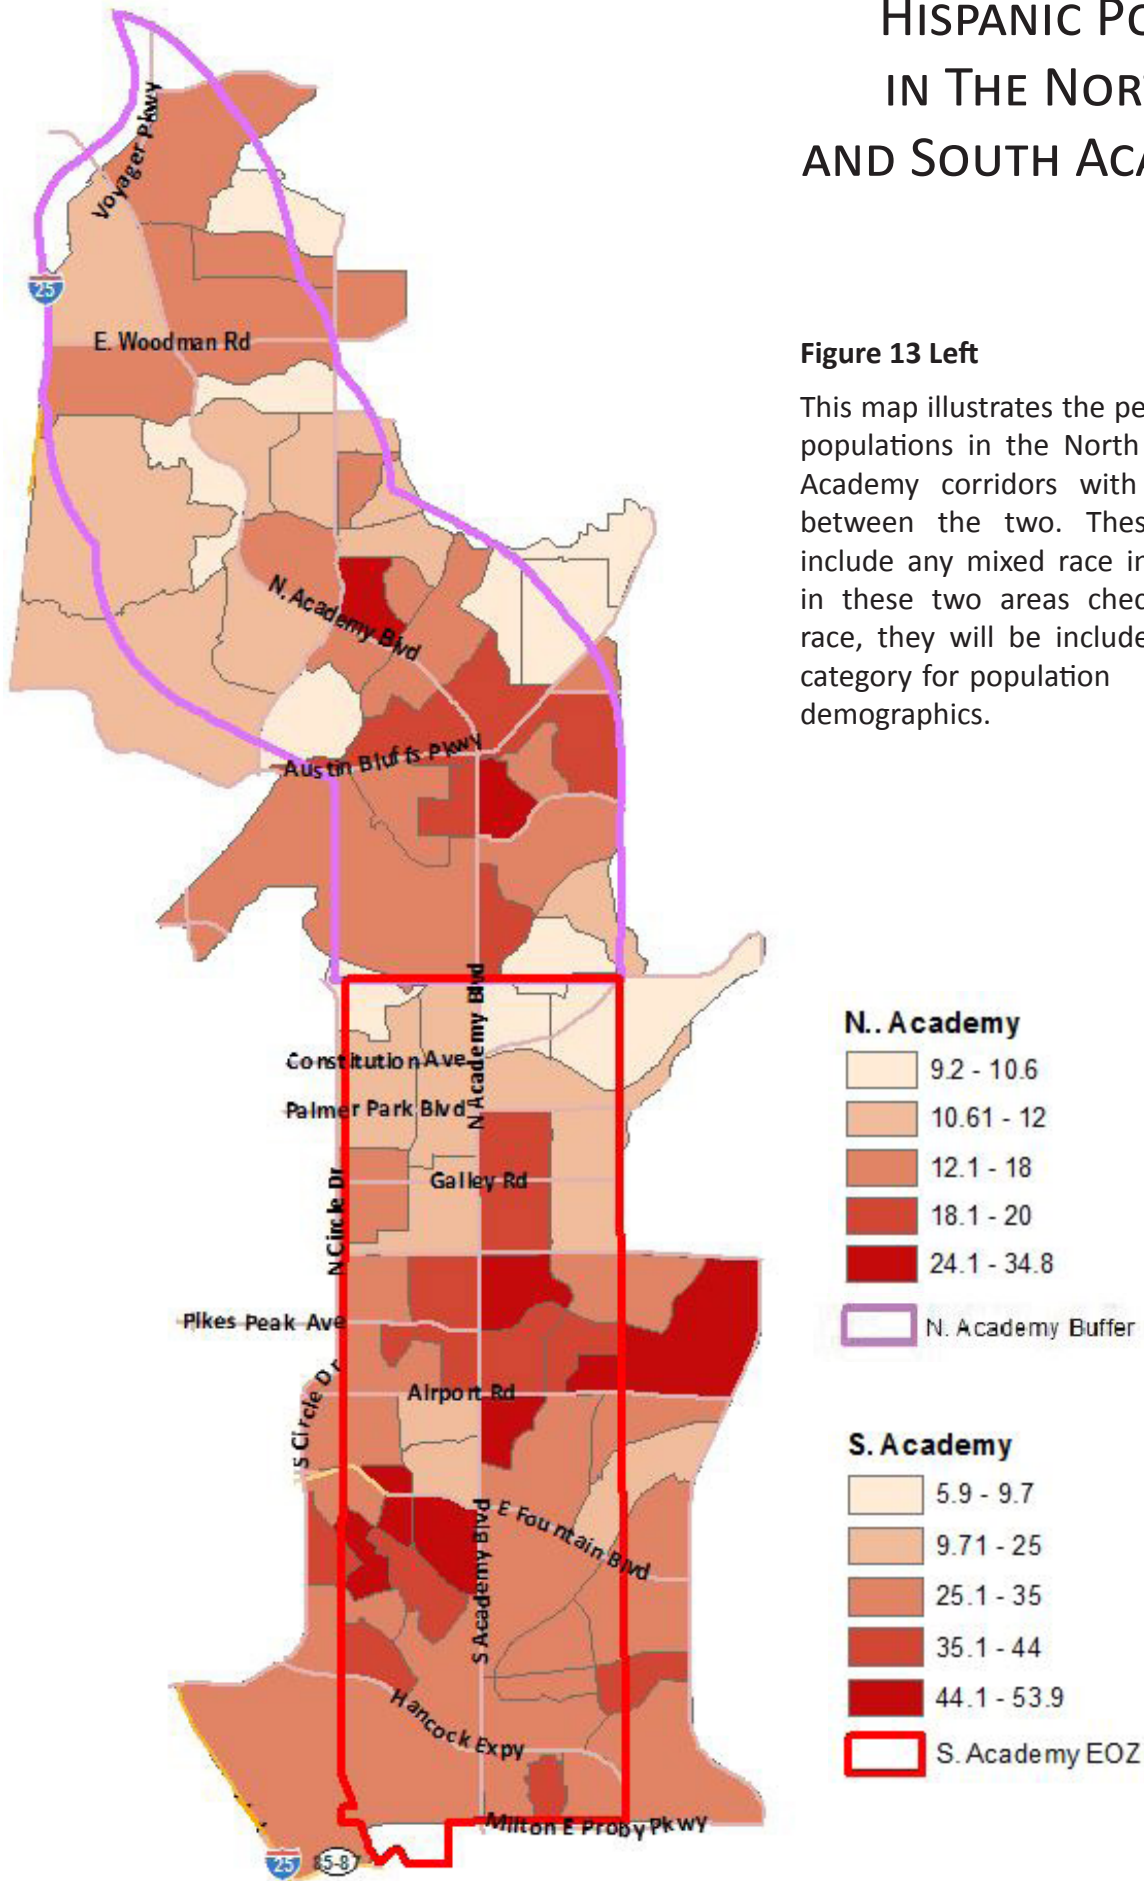 HISPANIC PO
IN THE NOR
AND SOUTH ACA
Figure 13 Left
This map illustrates the pe
populations in the North
Academy corridors with
between the two. Thes
include any mixed race in
in these two areas chec
race, they will be include
category for population
demographics.
Voyager Pkwy
25
E. Woodman Rd
N. Academy Blvd
Austin Bluffs Pkwy
N Academy Blvd
Constitution Ave
Palmer Park Blvd
N Circle Dr
Galley Rd
Pikes Peak Ave
S Circle Dr
Airport Rd
S Academy Blvd
E Fountain Blvd
Hancock Expy
Milton E Proby Pkwy
25
85-87
N.. Academy
9.2 - 10.6
10.61 - 12
12.1 - 18
18.1 - 20
24.1 - 34.8
N. Academy Buffer
S. Academy
5.9 - 9.7
9.71 - 25
25.1 - 35
35.1 - 44
44.1 - 53.9
S. Academy EOZ